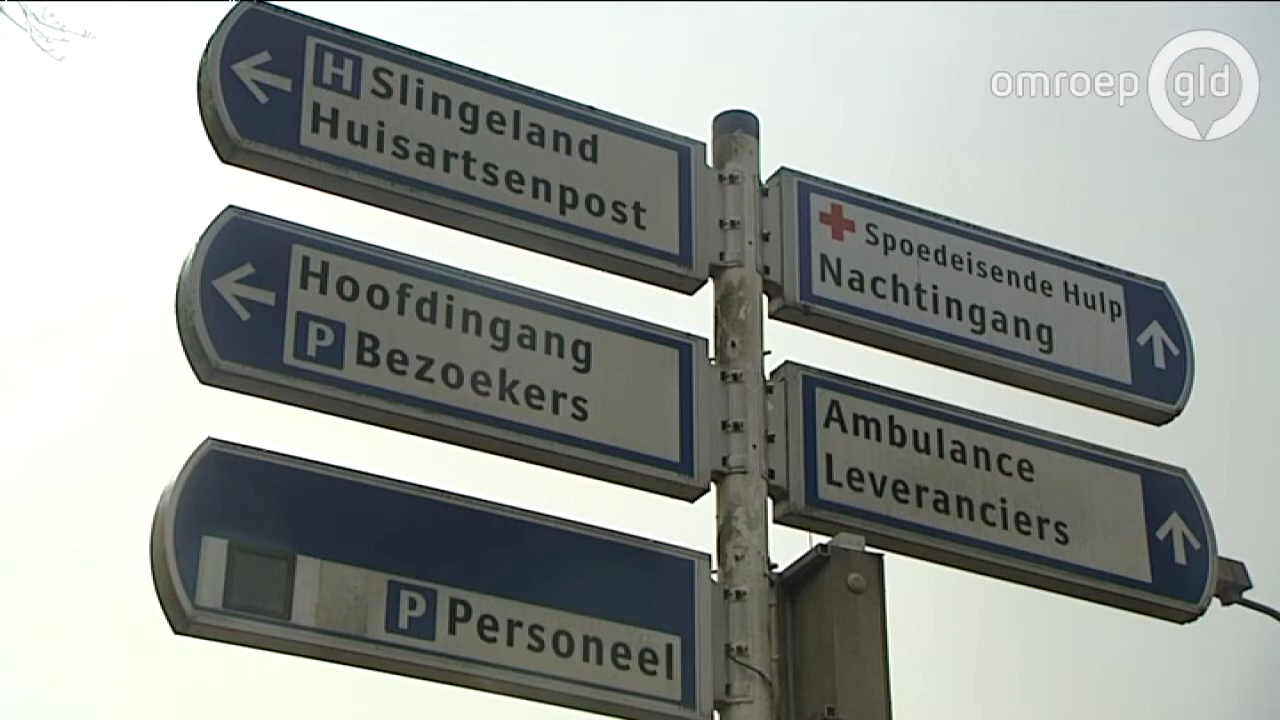 omroep gld
H Slingeland
Huisartsenpost
Spoedeisende Hulp
Nachtingang
Hoofdingang
P Bezoekers
Ambulance
Leveranciers
P Personeel